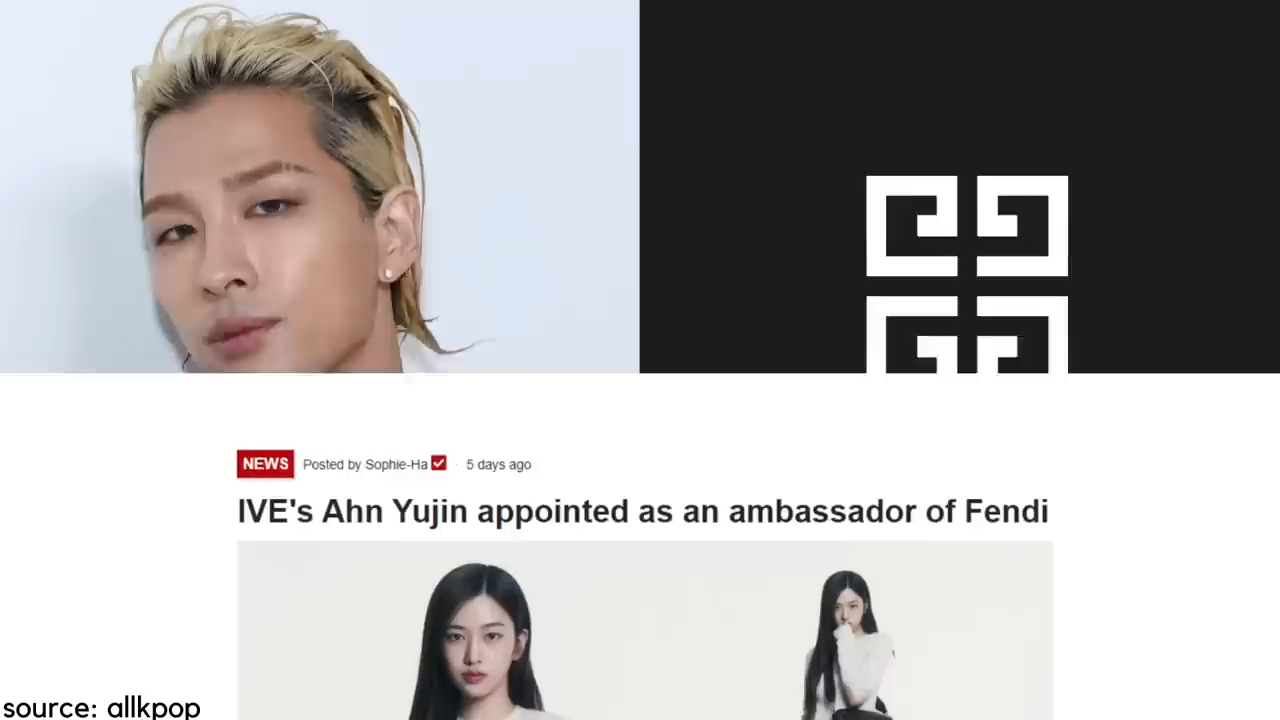 NEWS Posted by Sophie-Ha · 5 days ago
IVE's Ahn Yujin appointed as an ambassador of Fendi
source: allkpop